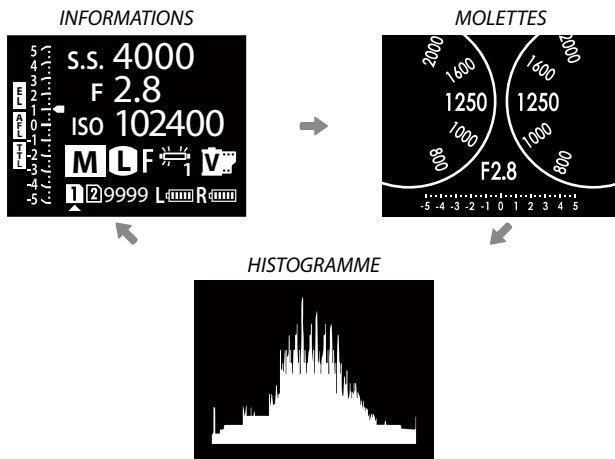 INFORMATIONS
5
4
3
2
1
0
-1
-2
-3
-4
-5
EL
AFL
TTL
S.S. 4000
F 2.8
ISO 102400
M L F 1 V
1 2 9999 L R
MOLETTES
2000
1600
1250
1000
800
2000
1600
1250
1000
800
F2.8
-5 -4 -3 -2 -1 0 1 2 3 4 5
HISTOGRAMME